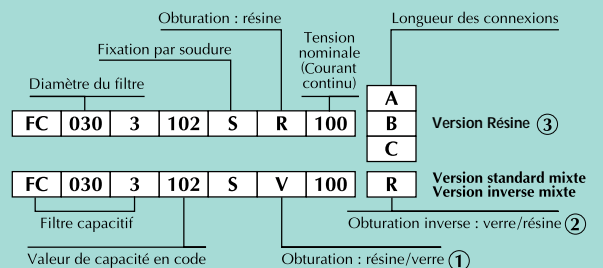 Obturation : résine
Longueur des connexions
Fixation par soudure
Tension
nominale
(Courant
continu)
Diamètre du filtre
A
FC 030 3 102 S R 100 B Version Résine 3
C
FC 030 3 102 S V 100 R Version standard mixte
Version inverse mixte
Filtre capacitif
Obturation inverse : verre/résine 2
Valeur de capacité en code
Obturation : résine/verre 1